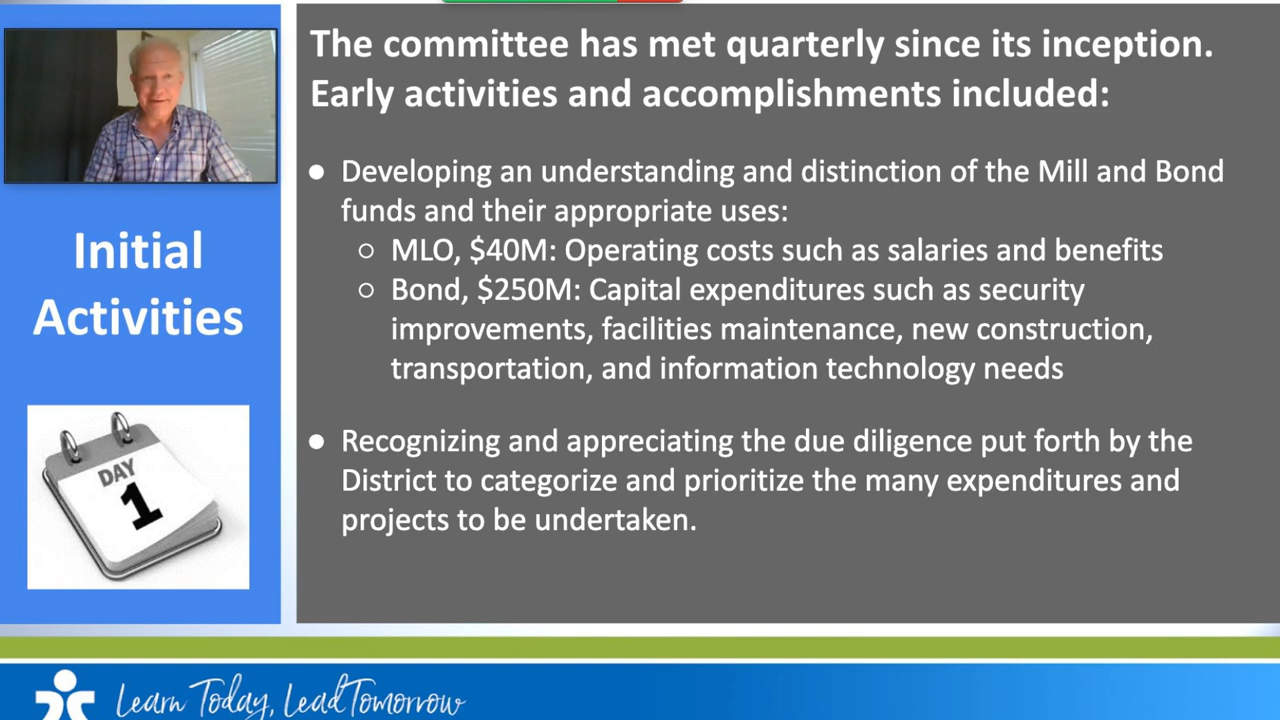 The committee has met quarterly since its inception.
Early activities and accomplishments included:
● Developing an understanding and distinction of the Mill and Bond
funds and their appropriate uses:
○ MLO, $40M: Operating costs such as salaries and benefits
○ Bond, $250M: Capital expenditures such as security
improvements, facilities maintenance, new construction,
transportation, and information technology needs
● Recognizing and appreciating the due diligence put forth by the
District to categorize and prioritize the many expenditures and
projects to be undertaken.
Initial
Activities
DAY
1
Learn Today, Lead Tomorrow